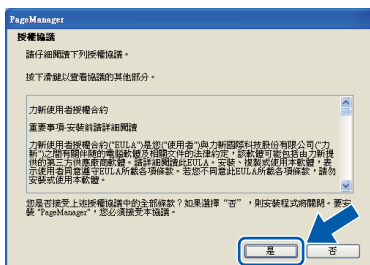 PageManager
授權協議
請仔細閱讀下列授權協議。
按下滑鍵以查看協議的其他部分。
力新使用者授權合約
重要事項-安裝前請詳細閱讀
力新使用者授權合約("EULA")是您("使用者")與力新國際科技股份有限公司("力
新")之間有關伴隨的電腦軟體及相關文件的法律約定，該軟體可能包括由力新提
供的第三方供應廠商軟體。請詳細閱讀此EULA。安裝、複製或使用本軟體，表
示使用者同意遵守EULA所載各項條款。若您不同意此EULA所載各項條款，請勿
安裝或使用本軟體。
您是否接受上述授權協議中的全部條款？如果選擇“否”，則安裝程式將關閉。要安
裝 "PageManager"，您必須接受本協議。
是
否